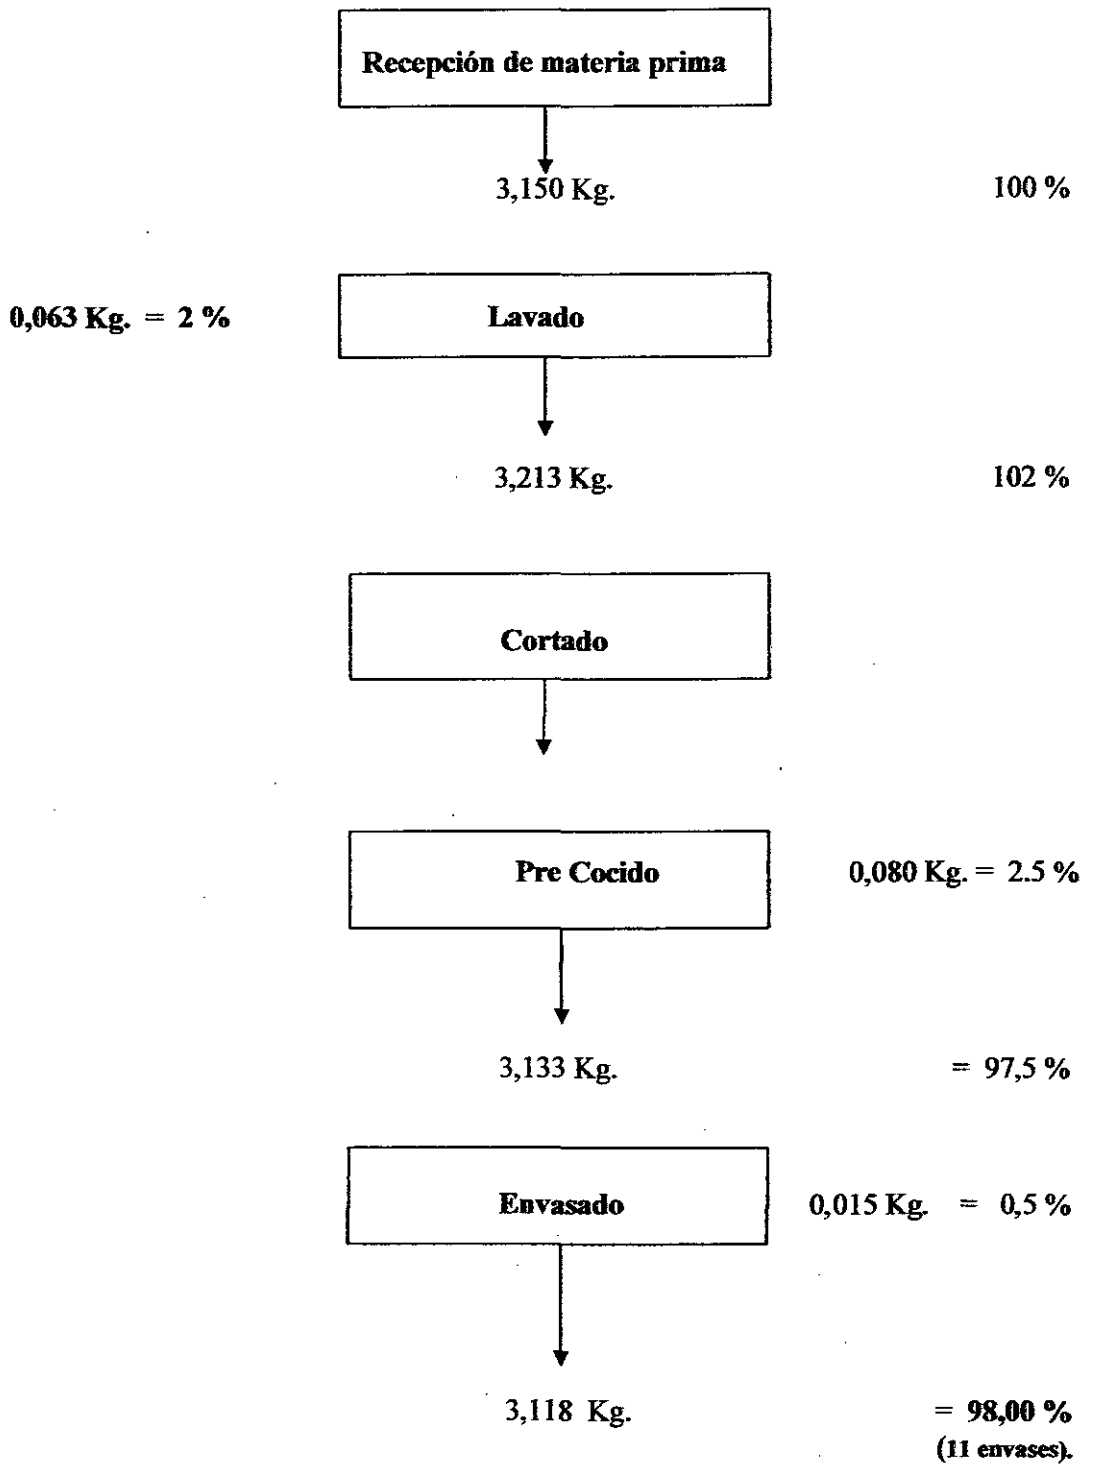 Recepción de materia prima
3,150 Kg. 100 %
0,063 Kg. = 2 % Lavado
3,213 Kg. 102 %
Cortado
Pre Cocido 0,080 Kg. = 2.5 %
3,133 Kg. = 97,5 %
Envasado 0,015 Kg. = 0,5 %
3,118 Kg. = 98,00 %
(11 envases).